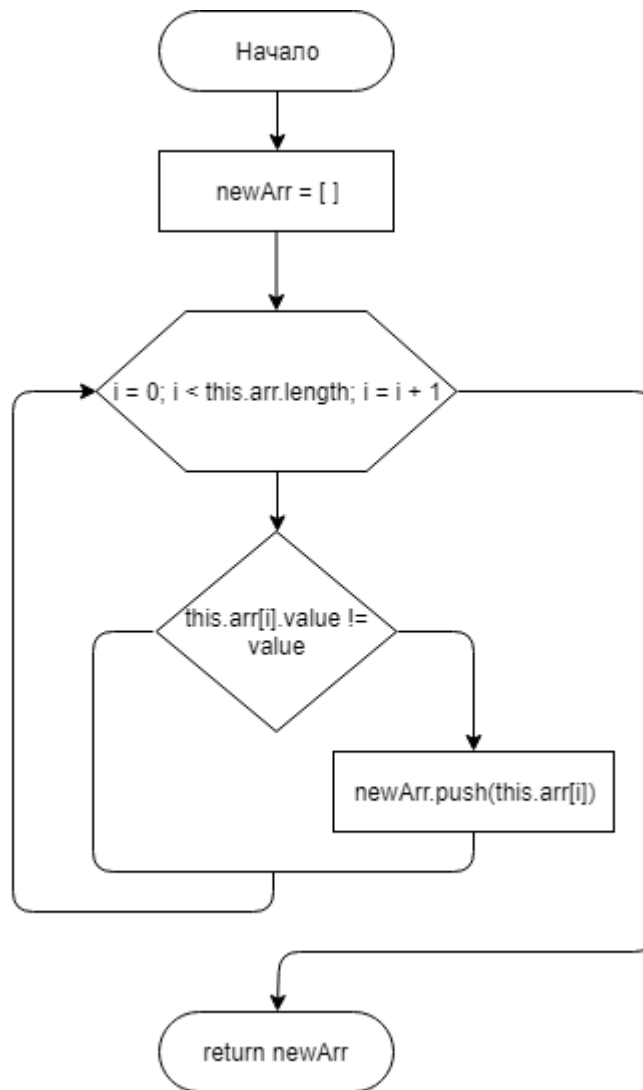 Начало
newArr = [ ]
i = 0; i < this.arr.length; i = i + 1
this.arr[i].value !=
value
newArr.push(this.arr[i])
return newArr